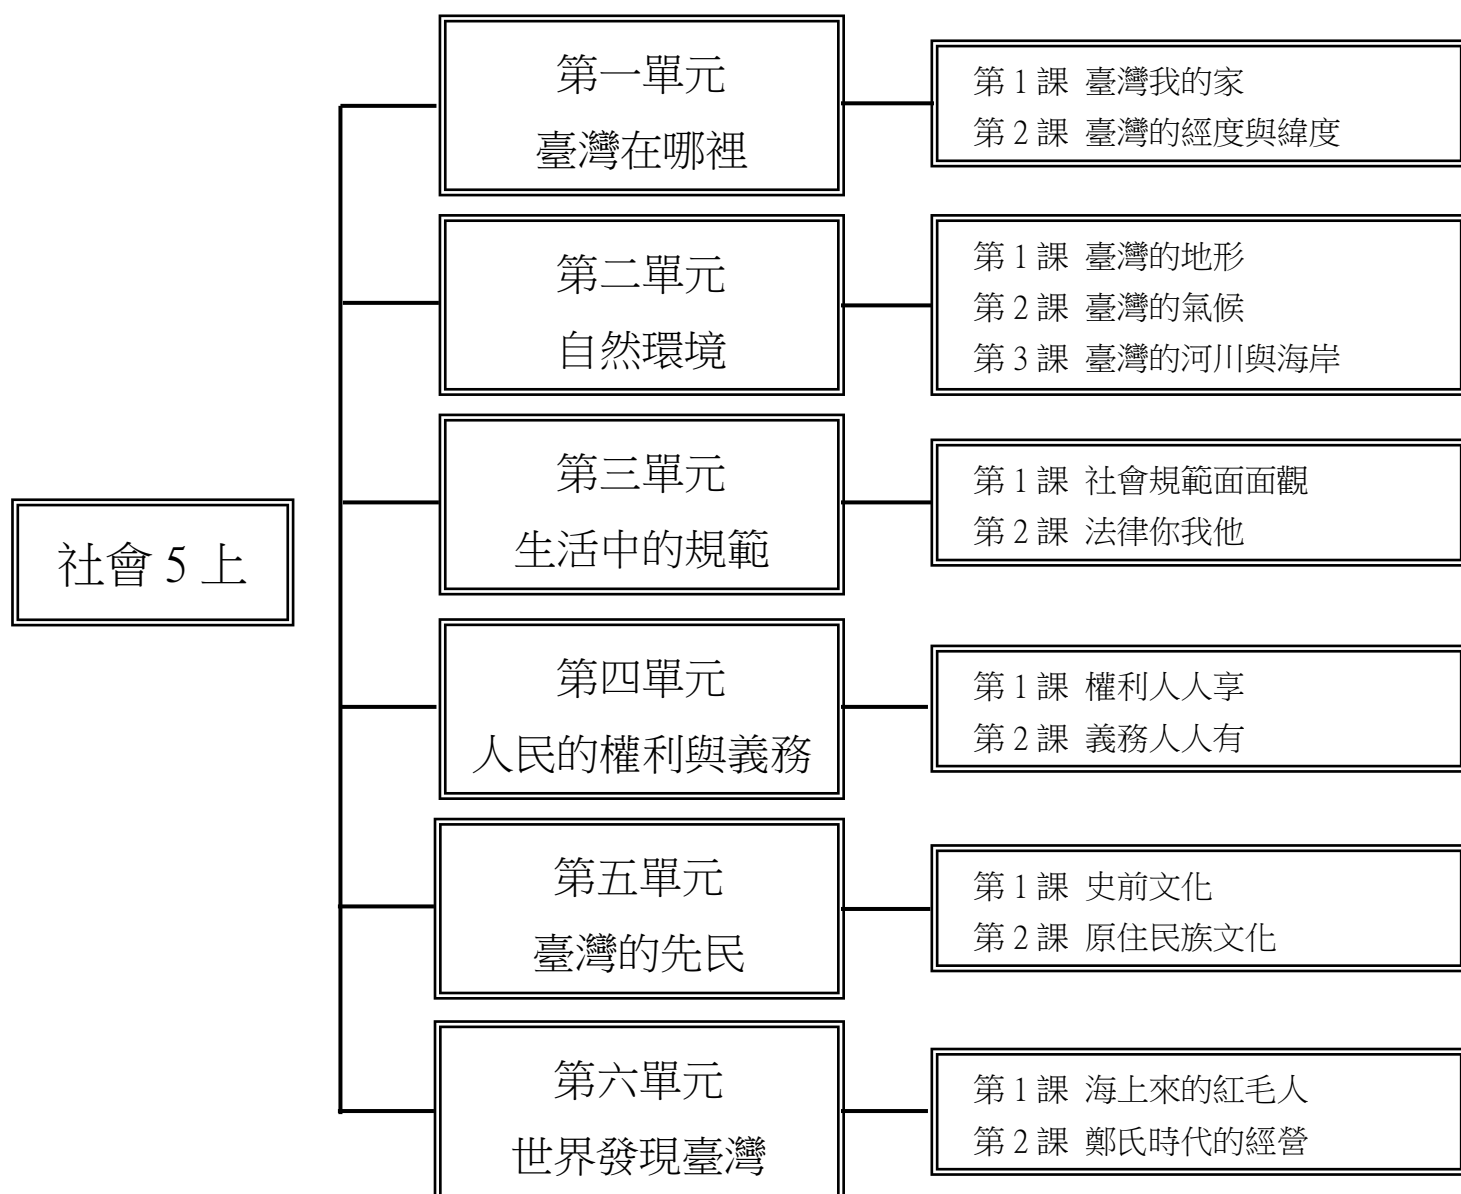 社會 5 上
第一單元
臺灣在哪裡
第 1 課 臺灣我的家
第 2 課 臺灣的經度與緯度
第二單元
自然環境
第 1 課 臺灣的地形
第 2 課 臺灣的氣候
第 3 課 臺灣的河川與海岸
第三單元
生活中的規範
第 1 課 社會規範面面觀
第 2 課 法律你我他
第四單元
人民的權利與義務
第 1 課 權利人人享
第 2 課 義務人人有
第五單元
臺灣的先民
第 1 課 史前文化
第 2 課 原住民族文化
第六單元
世界發現臺灣
第 1 課 海上來的紅毛人
第 2 課 鄭氏時代的經營